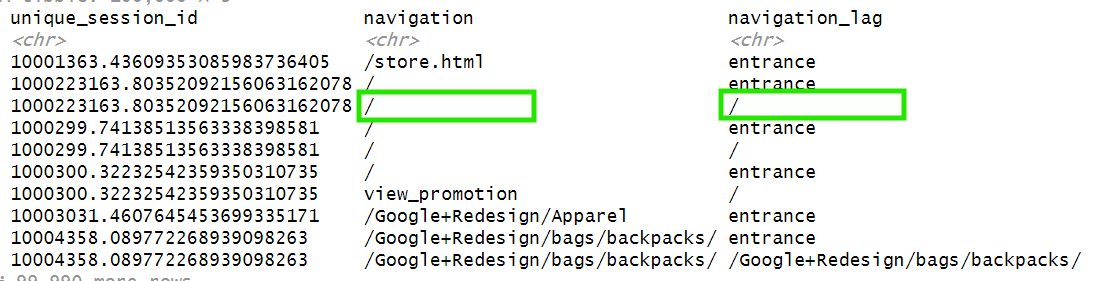 unique_session_id navigation navigation_lag
<chr> <chr> <chr>
10001363.43609353085983736405 /store.html entrance
1000223163.80352092156063162078 / entrance
1000223163.80352092156063162078 / /
1000299.74138513563338398581 / entrance
1000299.74138513563338398581 / /
1000300.32232542359350310735 / entrance
1000300.32232542359350310735 view_promotion /
10003031.4607645453699335171 /Google+Redesign/Apparel entrance
10004358.089772268939098263 /Google+Redesign/bags/backpacks/ entrance
10004358.089772268939098263 /Google+Redesign/bags/backpacks/ /Google+Redesign/bags/backpacks/